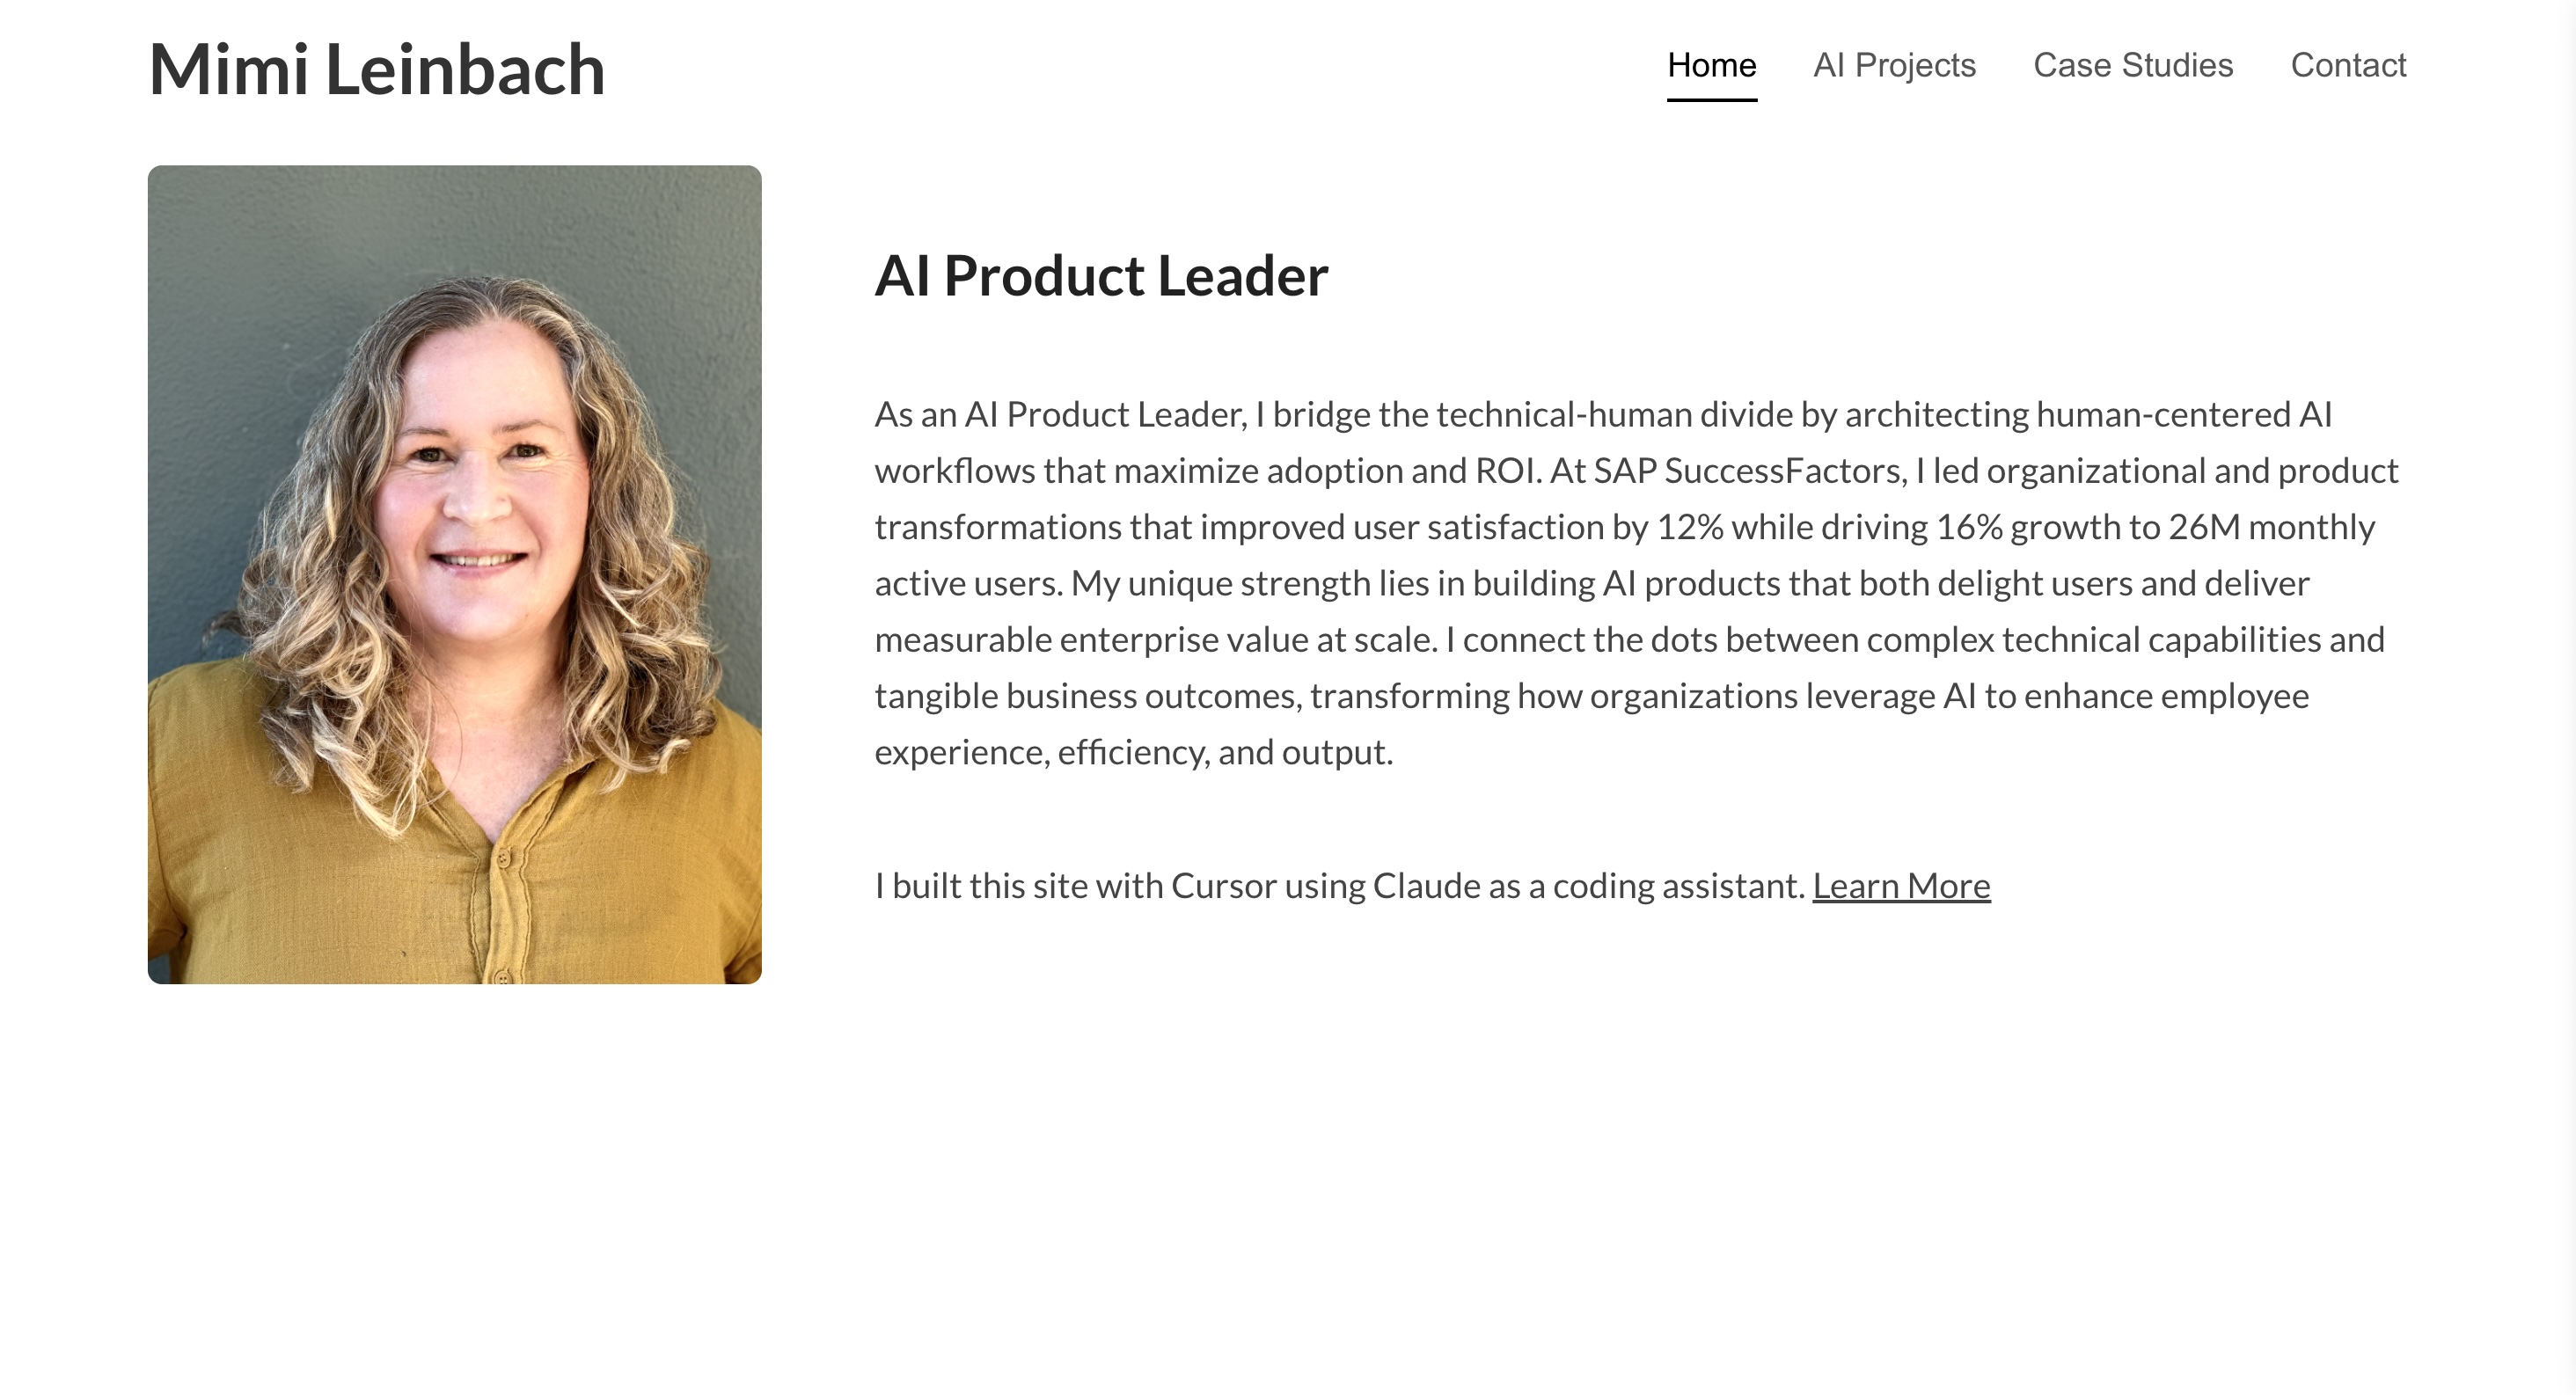 Mimi Leinbach
Home AI Projects Case Studies Contact
AI Product Leader
As an AI Product Leader, I bridge the technical-human divide by architecting human-centered AI
workflows that maximize adoption and ROI. At SAP SuccessFactors, I led organizational and product
transformations that improved user satisfaction by 12% while driving 16% growth to 26M monthly
active users. My unique strength lies in building AI products that both delight users and deliver
measurable enterprise value at scale. I connect the dots between complex technical capabilities and
tangible business outcomes, transforming how organizations leverage AI to enhance employee
experience, efficiency, and output.
I built this site with Cursor using Claude as a coding assistant. Learn More